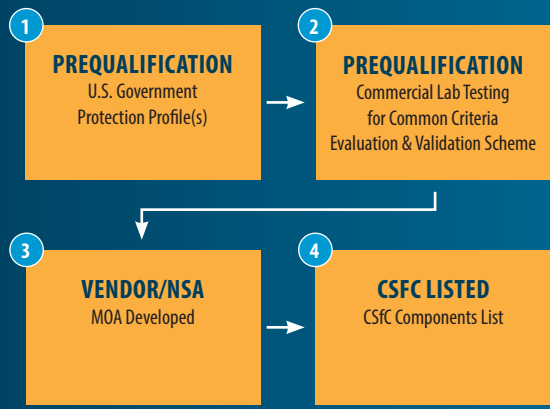 1
PREQUALIFICATION
U.S. Government
Protection Profile(s)
2
PREQUALIFICATION
Commercial Lab Testing
for Common Criteria
Evaluation & Validation Scheme
3
VENDOR/NSA
MOA Developed
4
CSFC LISTED
CSfC Components List